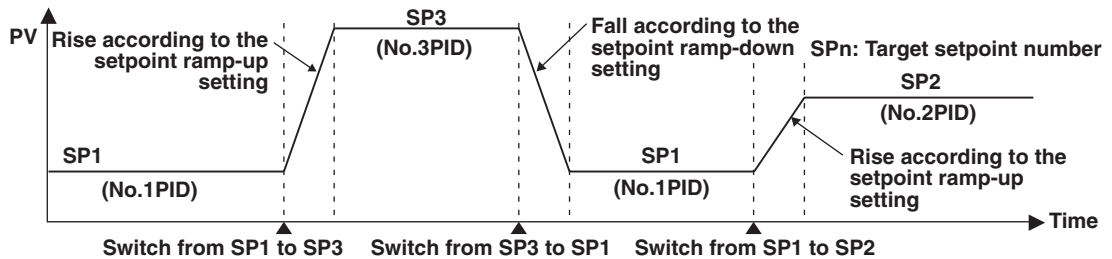 PV
Rise according to the
setpoint ramp-up
setting
SP3
(No.3PID)
Fall according to the
setpoint ramp-down
setting
SPn: Target setpoint number
SP2
(No.2PID)
SP1
(No.1PID)
SP1
(No.1PID)
Rise according to the
setpoint ramp-up
setting
Time
Switch from SP1 to SP3
Switch from SP3 to SP1
Switch from SP1 to SP2